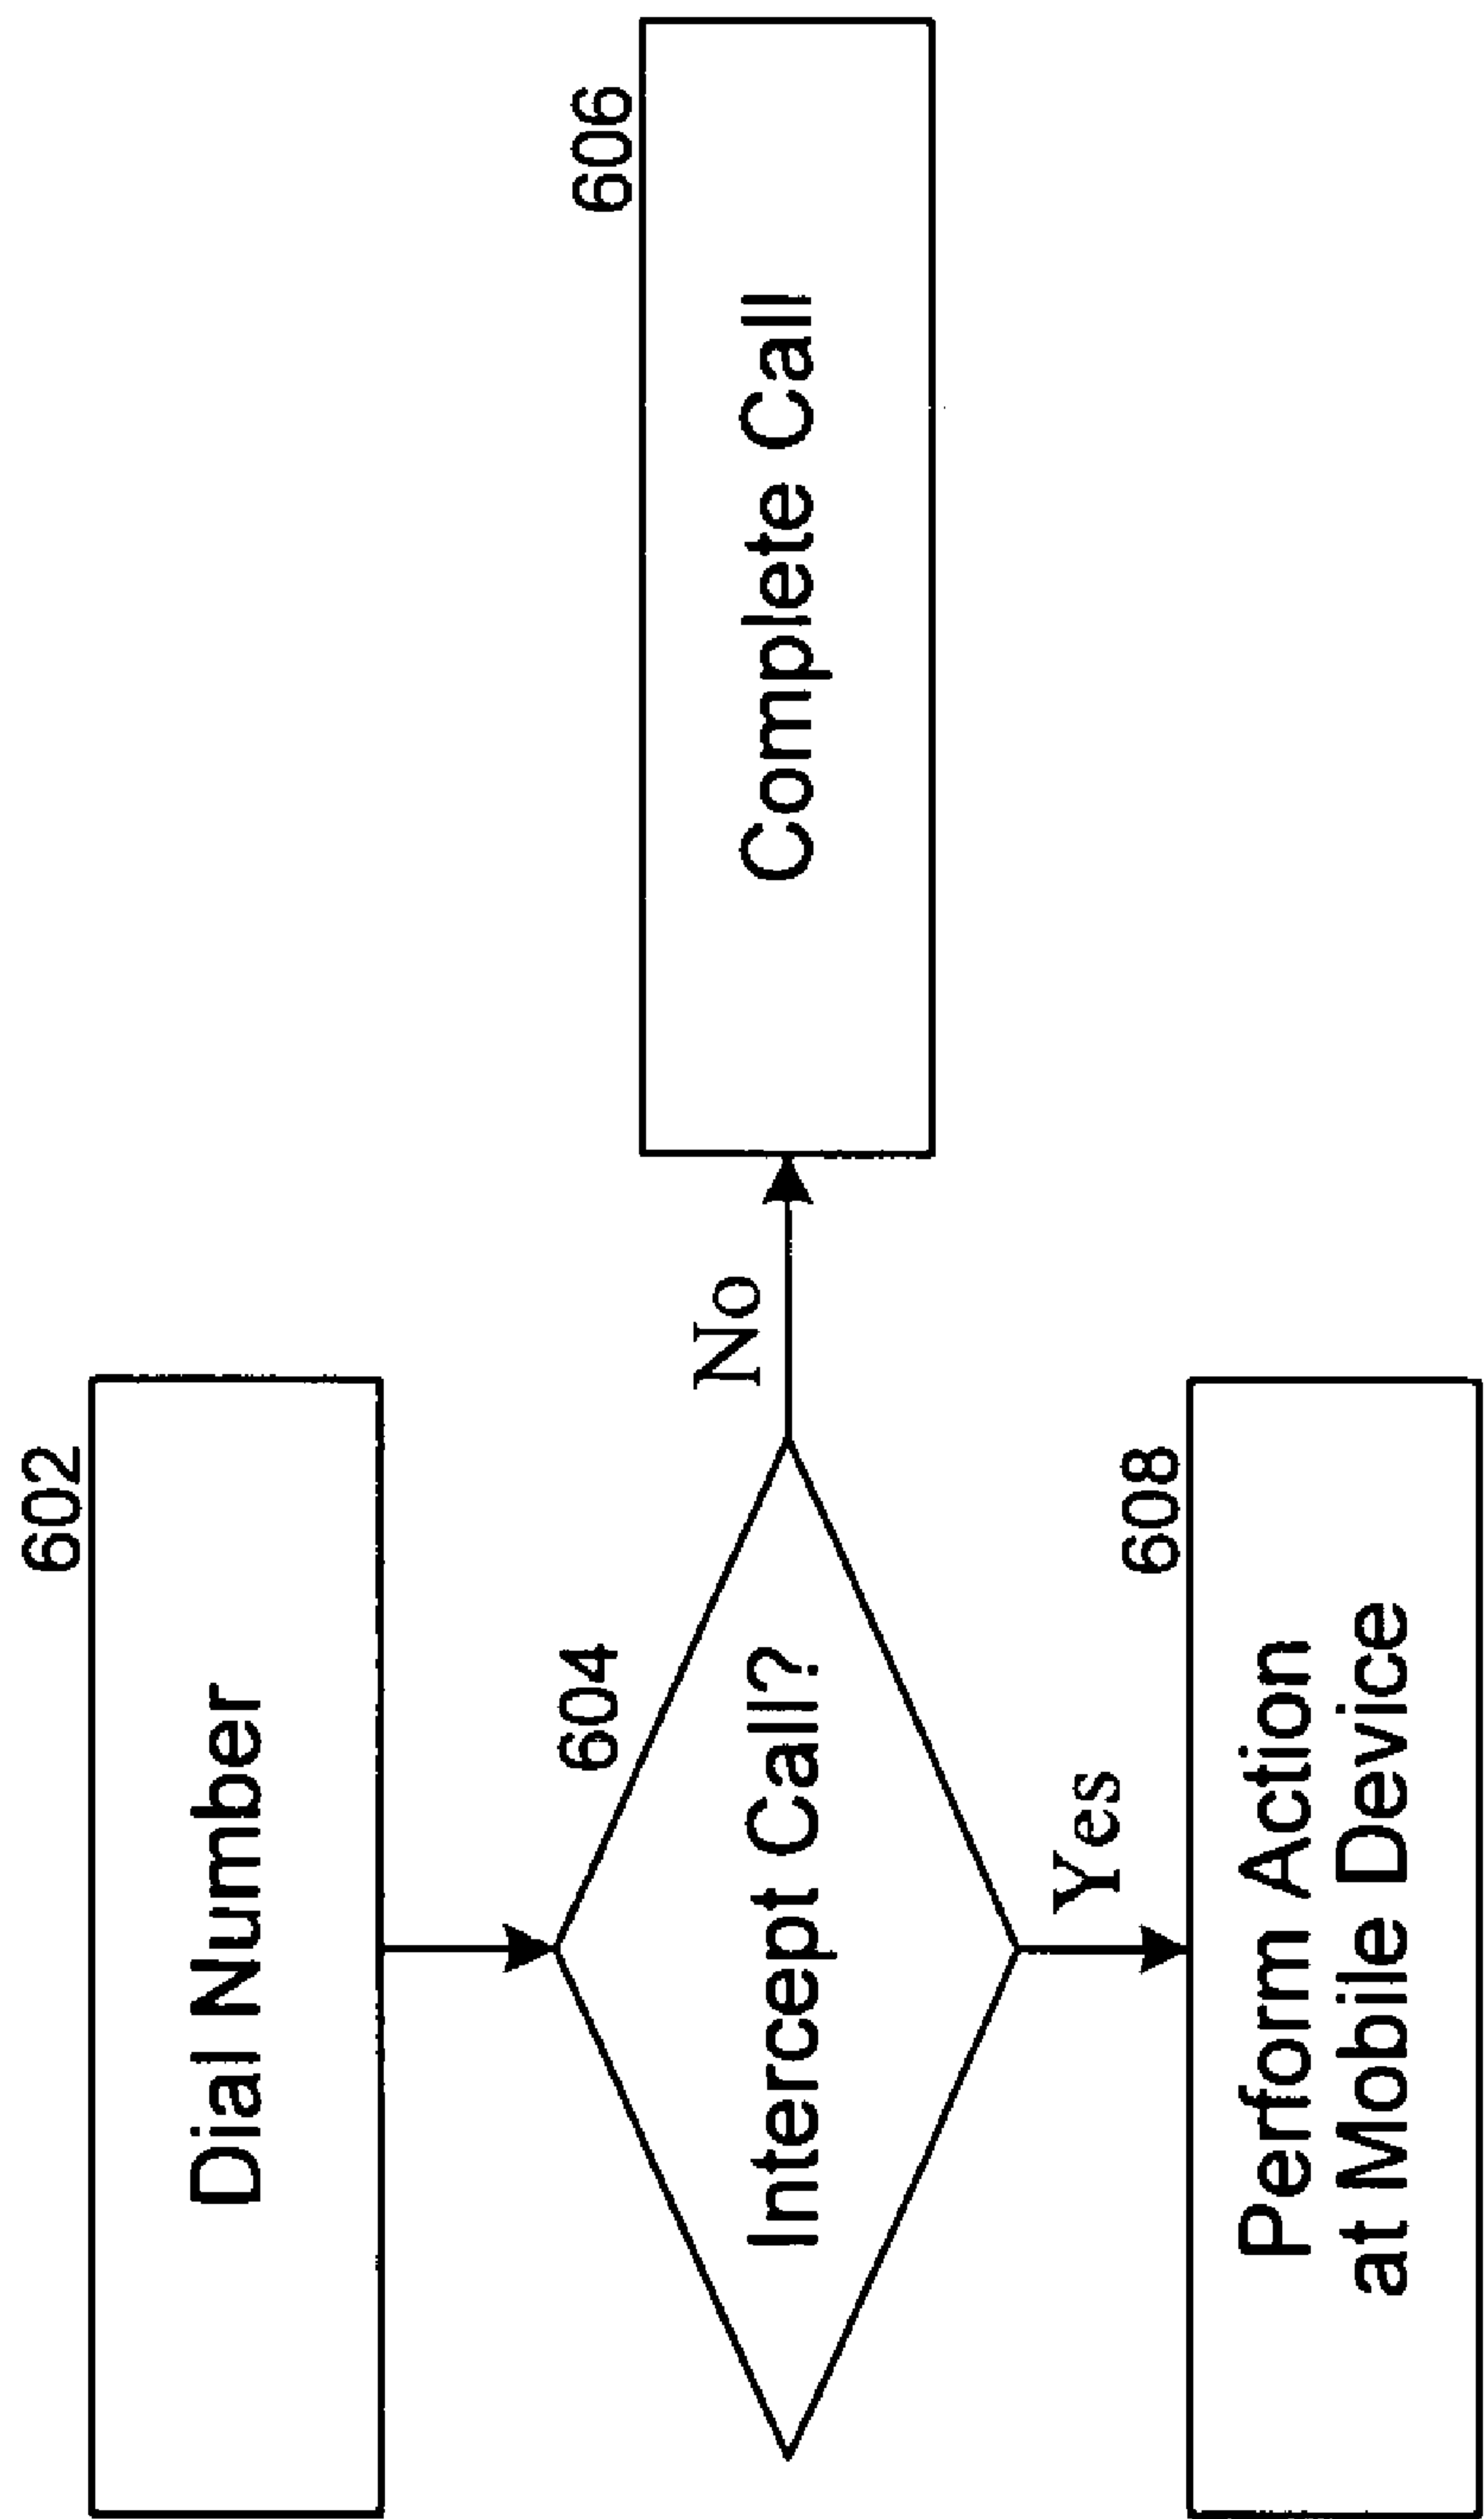 602
Dial Number
604
Intercept Call?
No
606
Complete Call
Yes
608
Perform Action
at Mobile Device